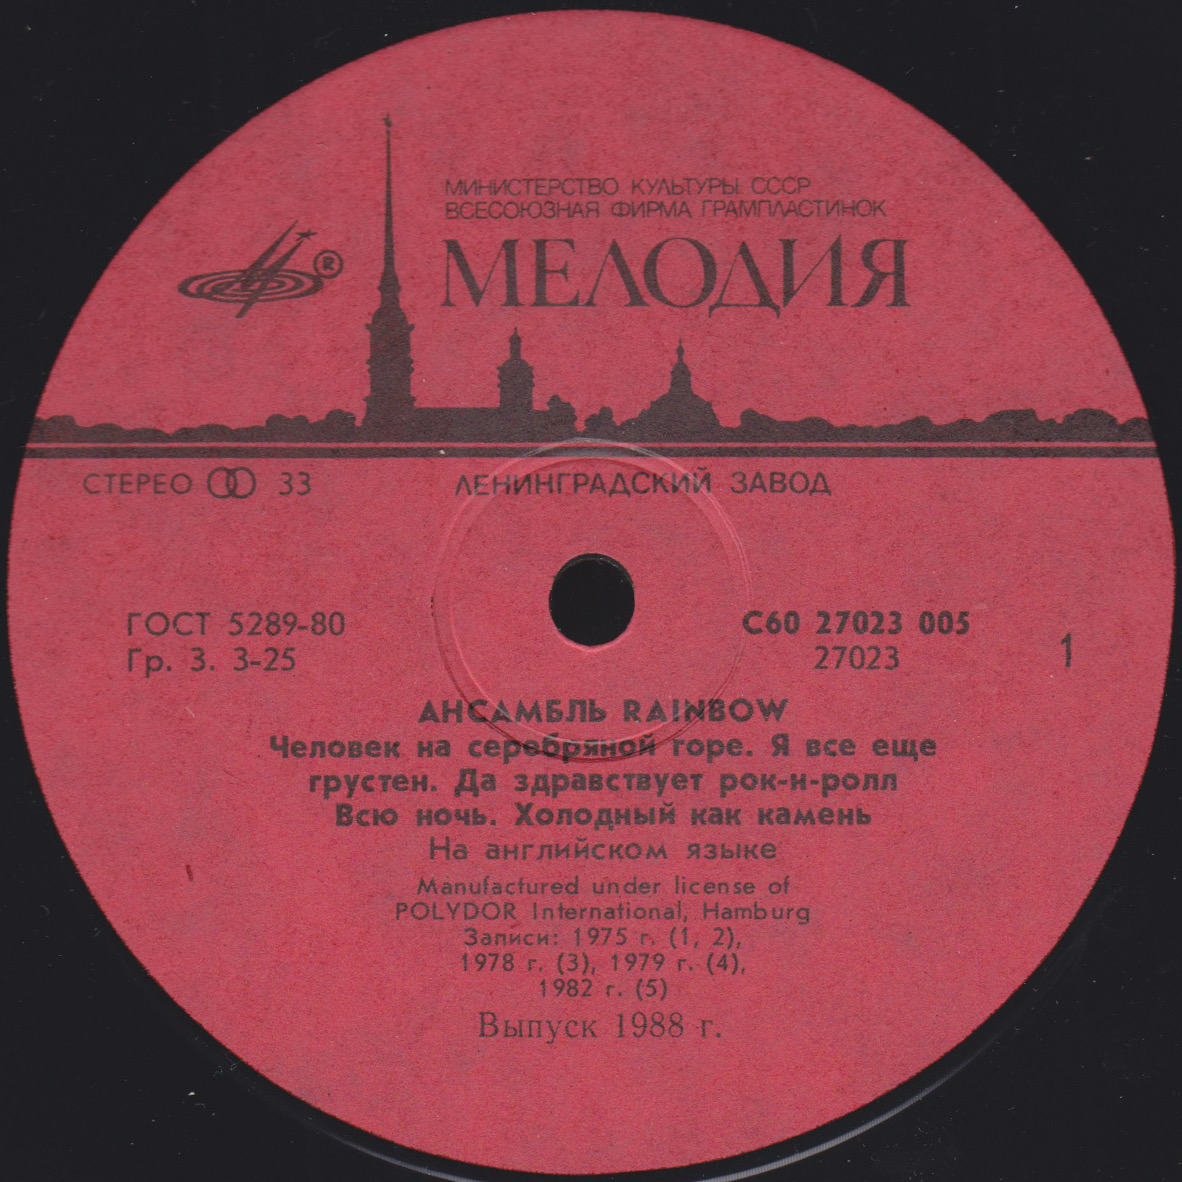 МИНИСТЕРСТВО КУЛЬТУРЫ СССР
ВСЕСОЮЗНАЯ ФИРМА ГРАМПЛАСТИНОК
МЕЛОДИЯ
®
СТЕРЕО 33
ЛЕНИНГРАДСКИЙ ЗАВОД
ГОСТ 5289-80
Гр. 3. 3-25
С60 27023 005
27023
1
АНСАМБЛЬ RAINBOW
Человек на серебряной горе. Я все еще
грустен. Да здравствует рок-н-ролл
Всю ночь. Холодный как камень
На английском языке
Manufactured under license of
POLYDOR International, Hamburg
Записи: 1975 г. (1, 2),
1978 г. (3), 1979 г. (4),
1982 г. (5)
Выпуск 1988 г.